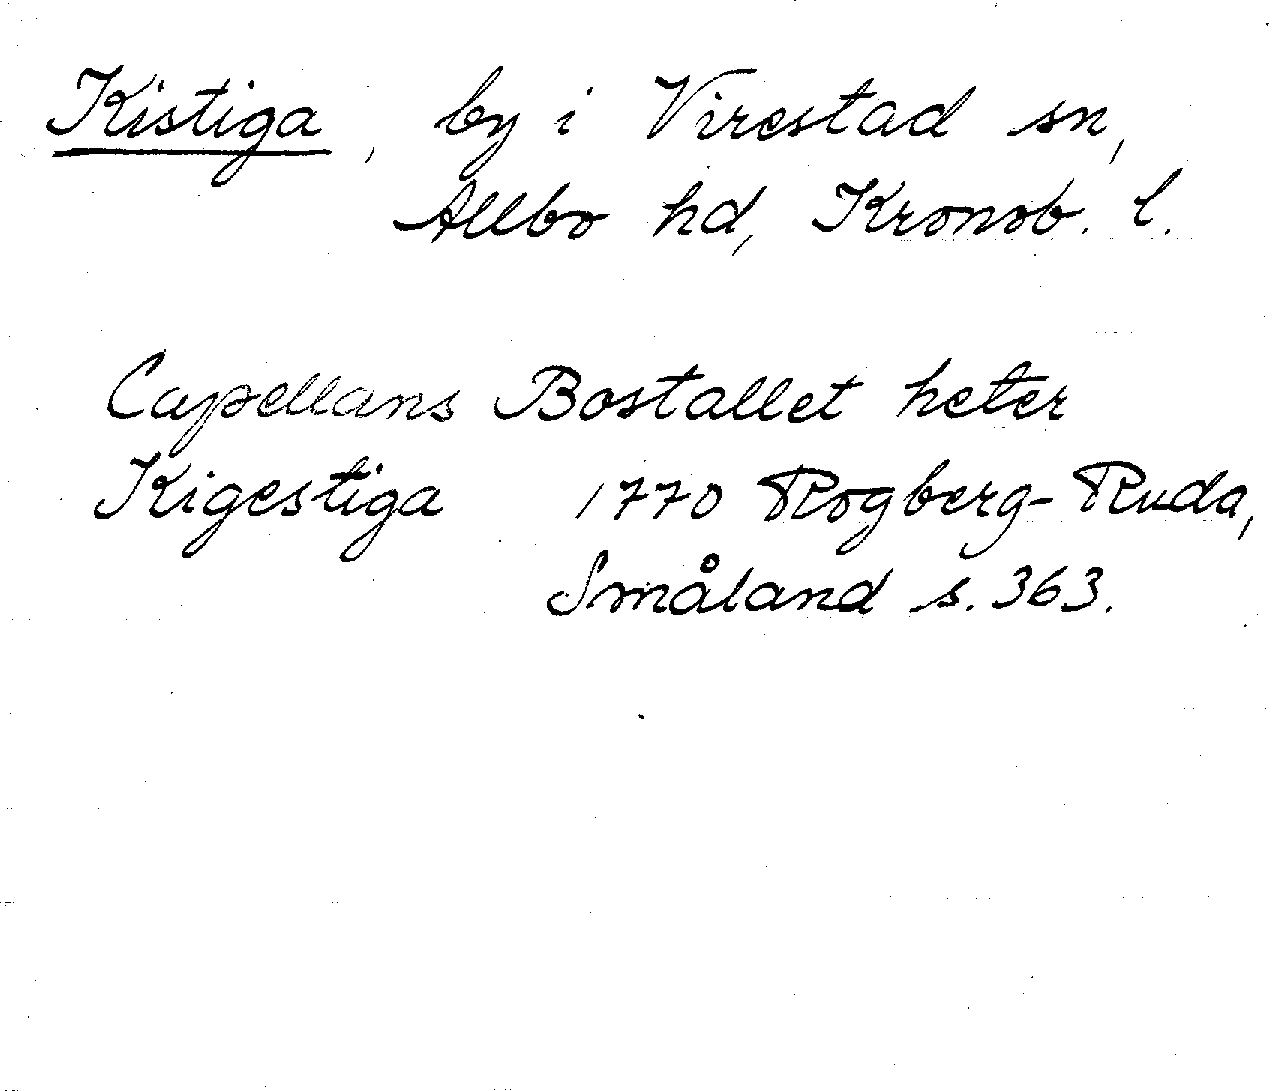 Kistiga, by i Virestad sn,
Allbo hd, Kronob. l.
Capellans Bostallet heter
Kigestiga 1770 Rogberg-Ruda,
Småland s. 363.